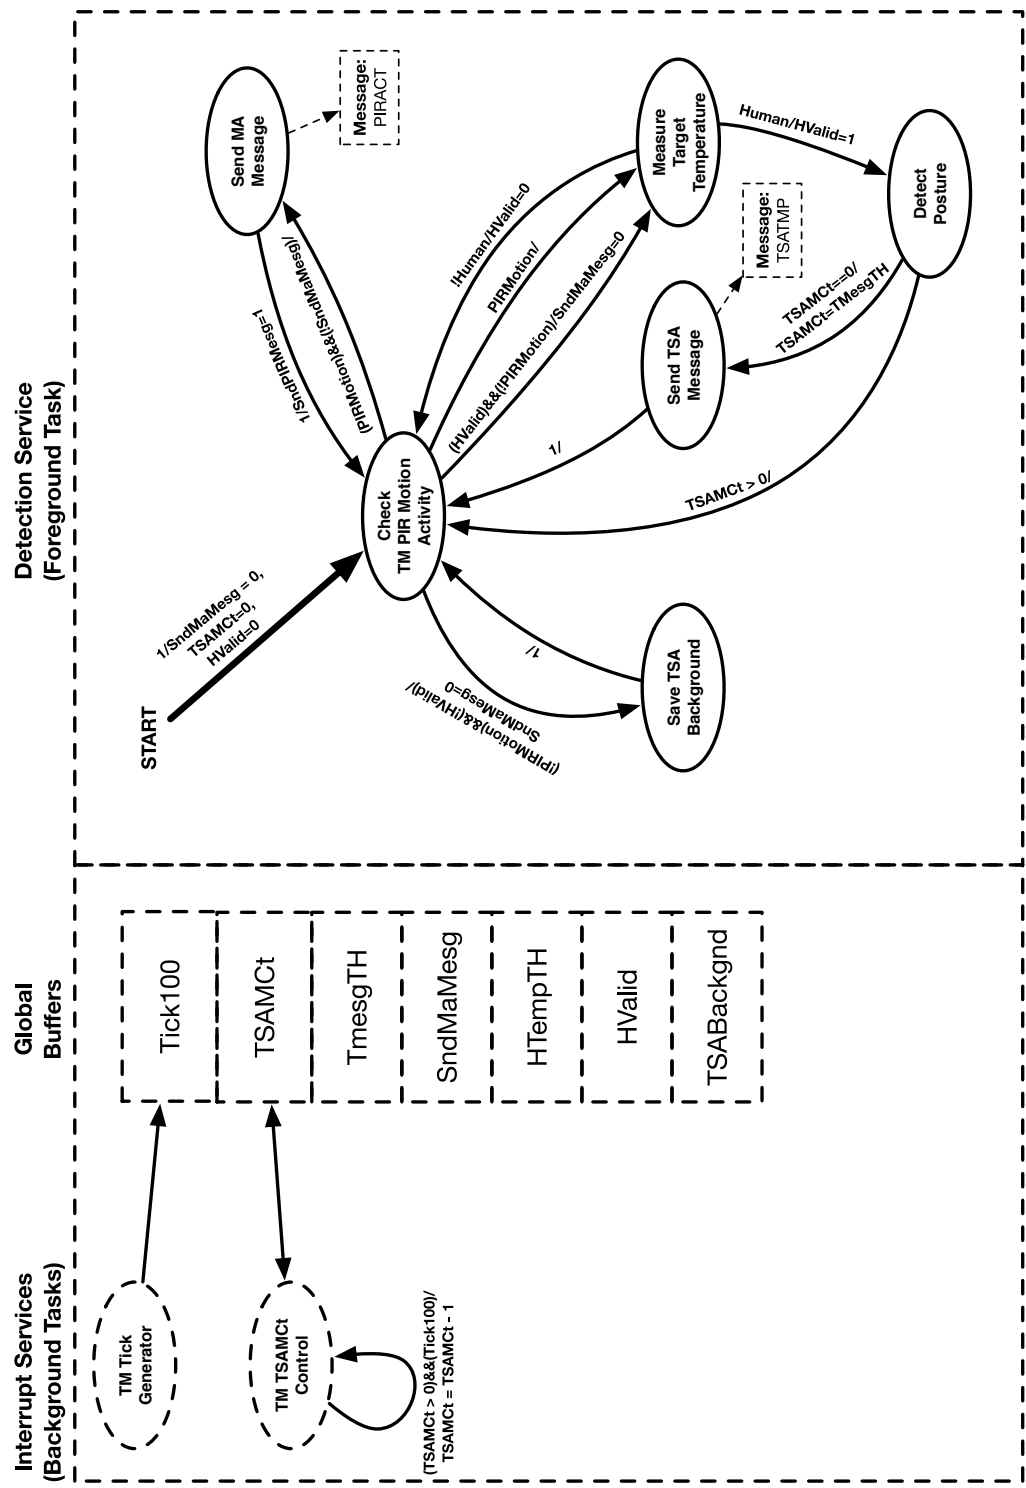 Interrupt Services
(Background Tasks)
Global
Buffers
Detection Service
(Foreground Task)
TM Tick
Generator
TM TSAMCt
Control
(TSAMCt > 0)&&(Tick100)/
TSAMCt = TSAMCt - 1
Tick100
TSAMCt
TmesgTH
SndMaMesg
HTempTH
HValid
TSABackgnd
START
1/SndMaMesg = 0,
TSAMCt=0,
HValid=0
Check
TM PIR Motion
Activity
Send MA
Message
Message:
PIRACT
1/SndPIRMesg=1
(PIRMotion)&&(!SndMaMesg)/
!Human/HValid=0
PIRMotion/
(HValid)&&(!PIRMotion)/SndMaMesg=0
Measure
Target
Temperature
Human/HValid=1
Detect
Posture
TSAMCt==0/
TSAMCt=TMesgTH
Send TSA
Message
Message:
TSATMP
1/
TSAMCt > 0/
Save TSA
Background
1/
(!PIRMotion)&&(!HValid)/
SndMaMesg=0